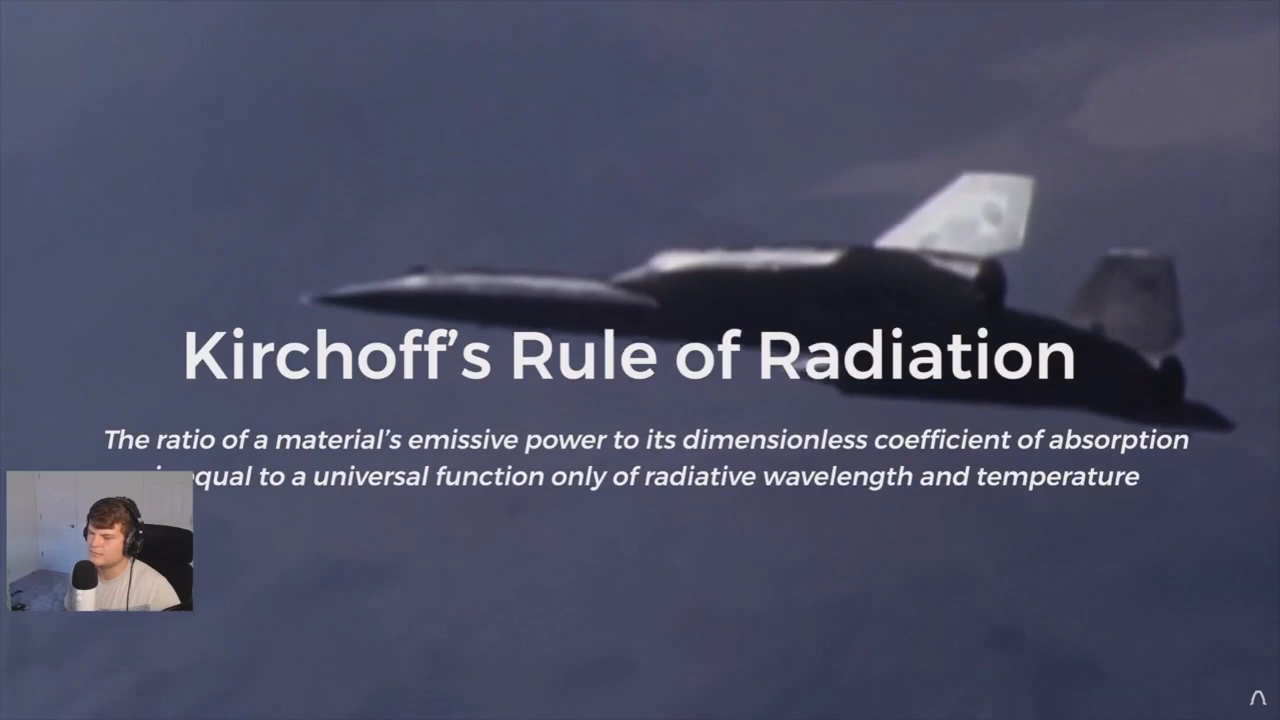 Kirchoff's Rule of Radiation
The ratio of a material's emissive power to its dimensionless coefficient of absorption
equal to a universal function only of radiative wavelength and temperature